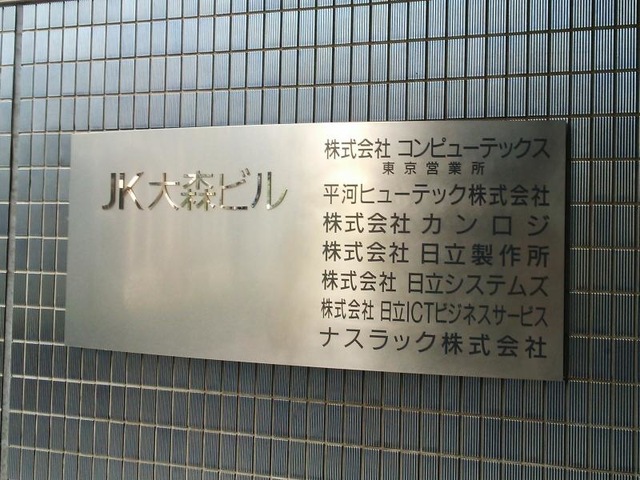 JK大森ビル
株式会社 コンピューテックス
東京営業所
平河ヒューテック株式会社
株式会社 カンロジ
株式会社 日立製作所
株式会社 日立システムズ
株式会社 日立ICTビジネスサービス
ナスラック株式会社